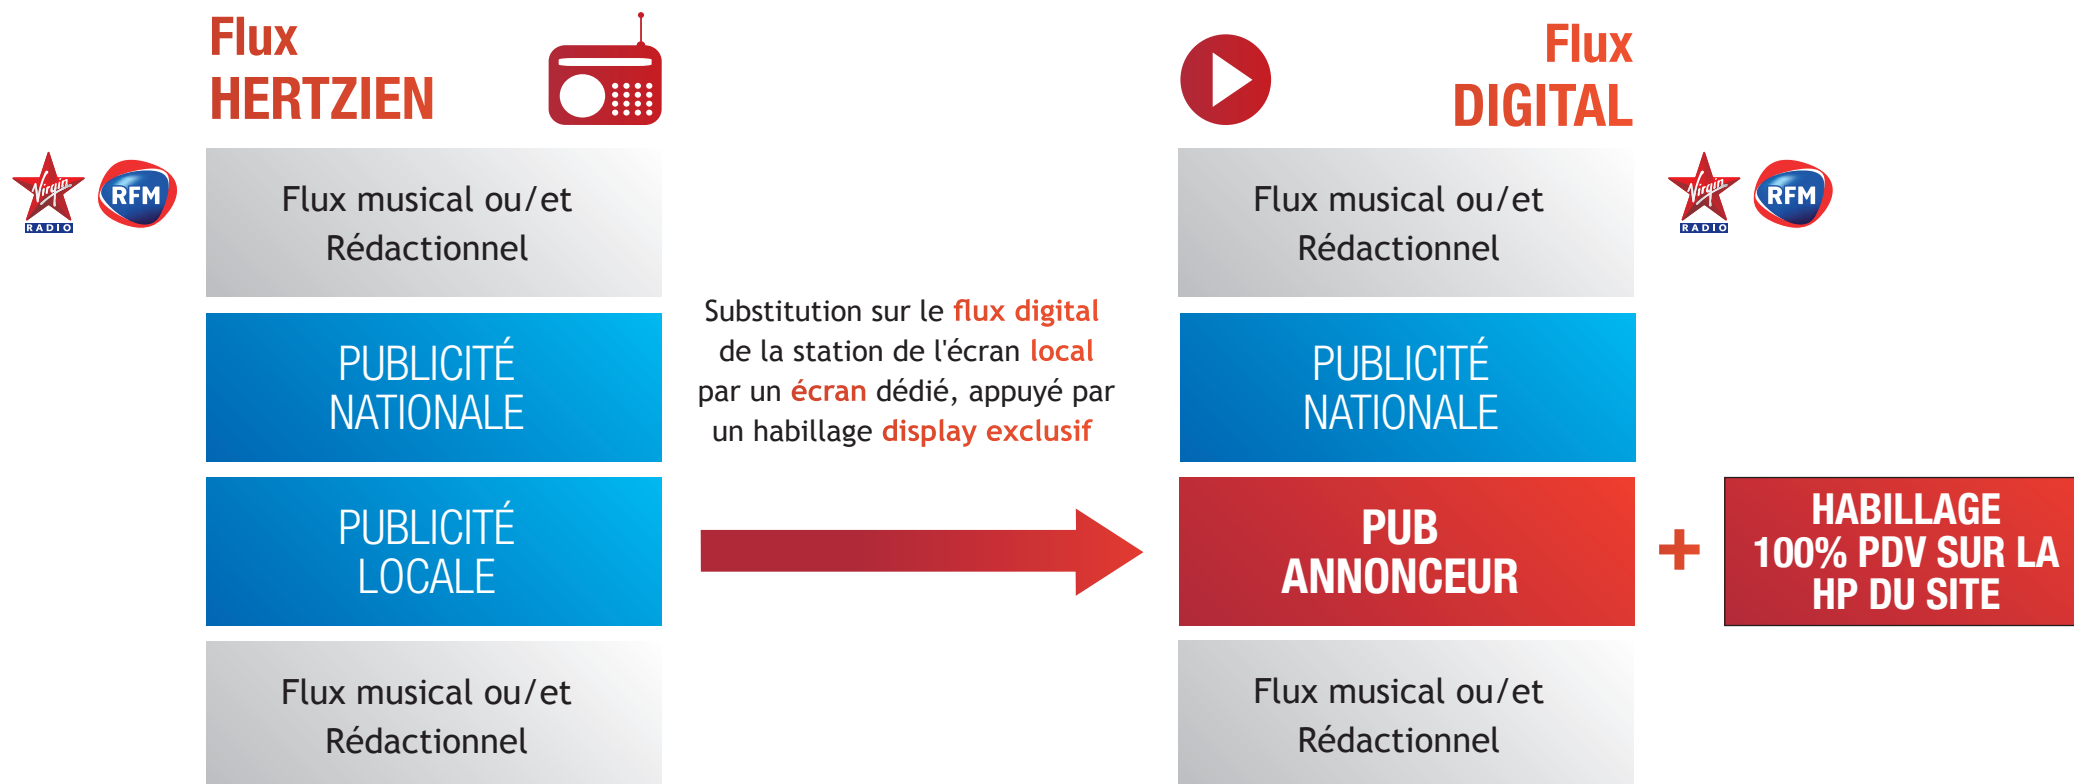 Flux
HERTZIEN
Virgin
RADIO
RFM
Flux musical ou/et
Rédactionnel
PUBLICITÉ
NATIONALE
PUBLICITÉ
LOCALE
Flux musical ou/et
Rédactionnel
Substitution sur le flux digital
de la station de l'écran local
par un écran dédié, appuyé par
un habillage display exclusif
Flux
DIGITAL
Virgin
RADIO
RFM
Flux musical ou/et
Rédactionnel
PUBLICITÉ
NATIONALE
PUB
ANNONCEUR
+
HABILLAGE
100% PDV SUR LA
HP DU SITE
Flux musical ou/et
Rédactionnel